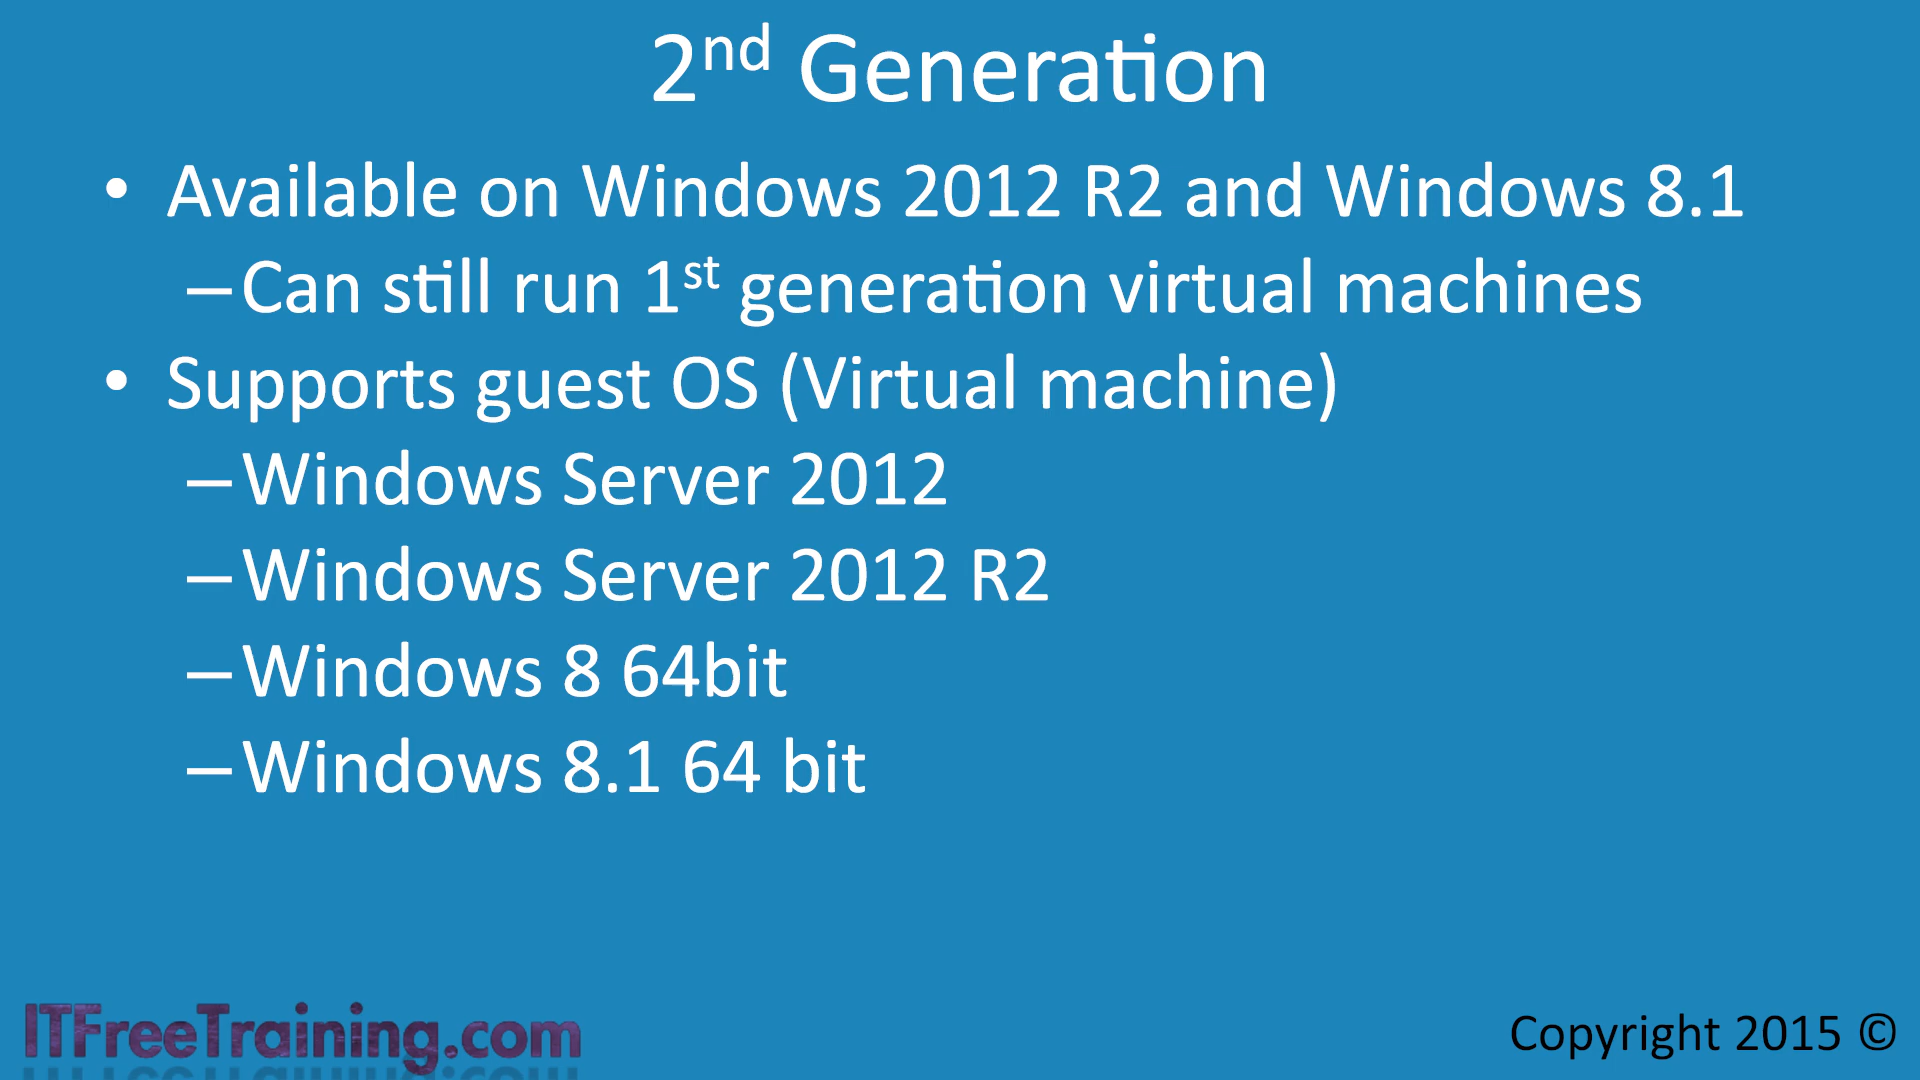 2nd Generation
• Available on Windows 2012 R2 and Windows 8.1
–Can still run 1st generation virtual machines
• Supports guest OS (Virtual machine)
–Windows Server 2012
–Windows Server 2012 R2
–Windows 8 64bit
–Windows 8.1 64 bit
ITFreeTraining.com
Copyright 2015 ©